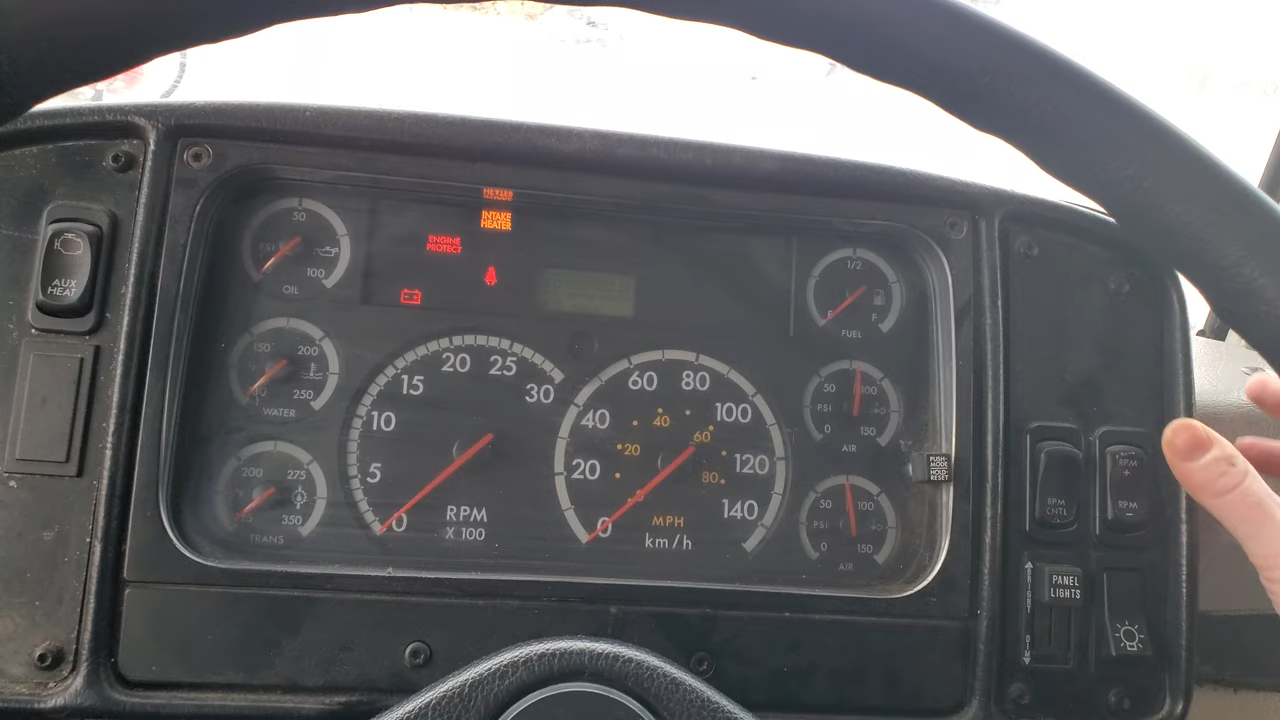 AUX
HEAT
50
PSI
100
OIL
150
200
250
WATER
200
275
350
TRANS
INTAKE
HEATER
ENGINE
PROTECT
0
5
10
15
20
25
30
RPM
X 100
0
20
40
60
80
100
120
140
20
40
60
80
MPH
km/h
1/2
E
F
FUEL
50
100
PSI
0
150
AIR
50
100
PSI
0
150
AIR
PUSH-
MODE
HOLD-
RESET
RPM
CNTL
RPM
+
RPM
–
BRIGHT
DIM
PANEL
LIGHTS